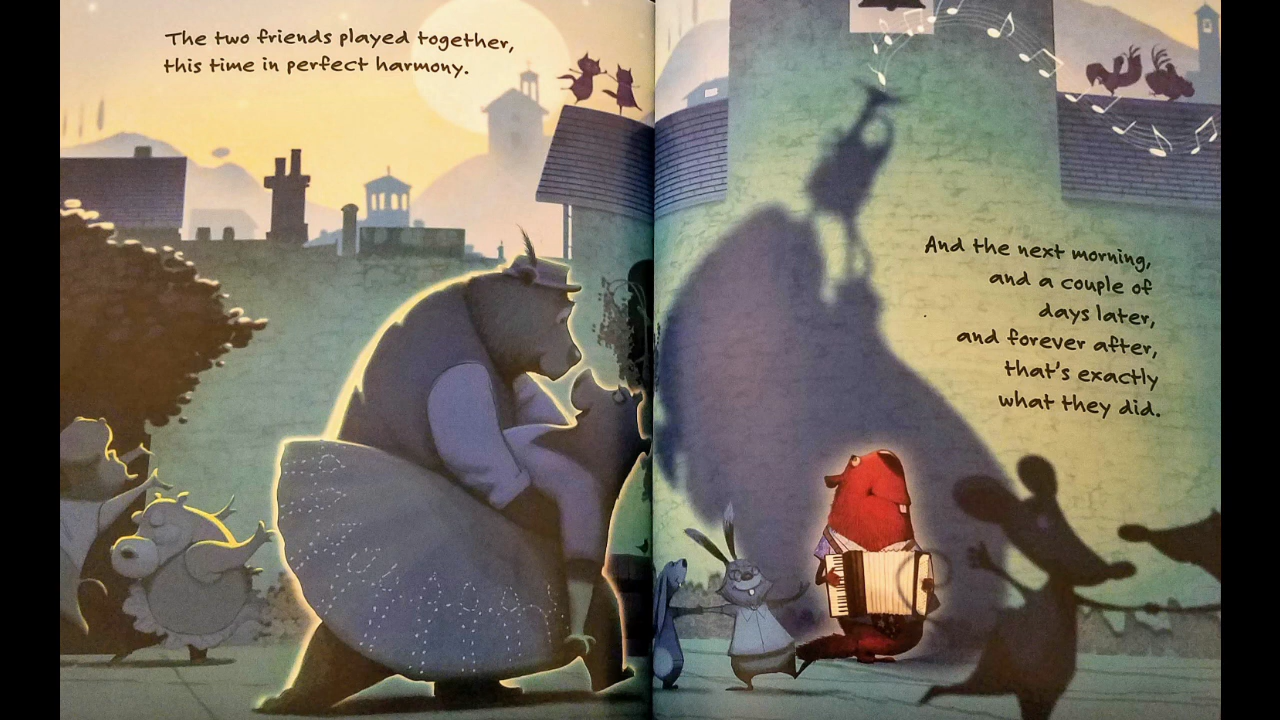 The two friends played together,
this time in perfect harmony.
And the next morning,
and a couple of
days later,
and forever after,
that's exactly
what they did.